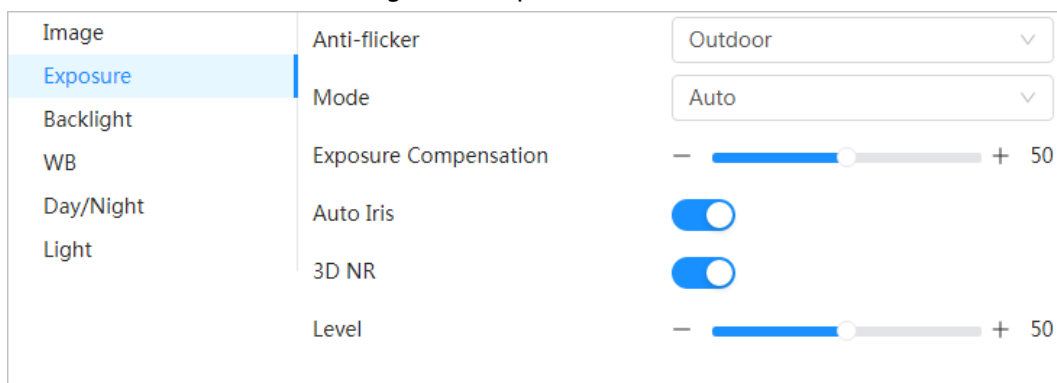 Image
Exposure
Backlight
WB
Day/Night
Light
Anti-flicker Outdoor
Mode Auto
Exposure Compensation − + 50
Auto Iris
3D NR
Level − + 50